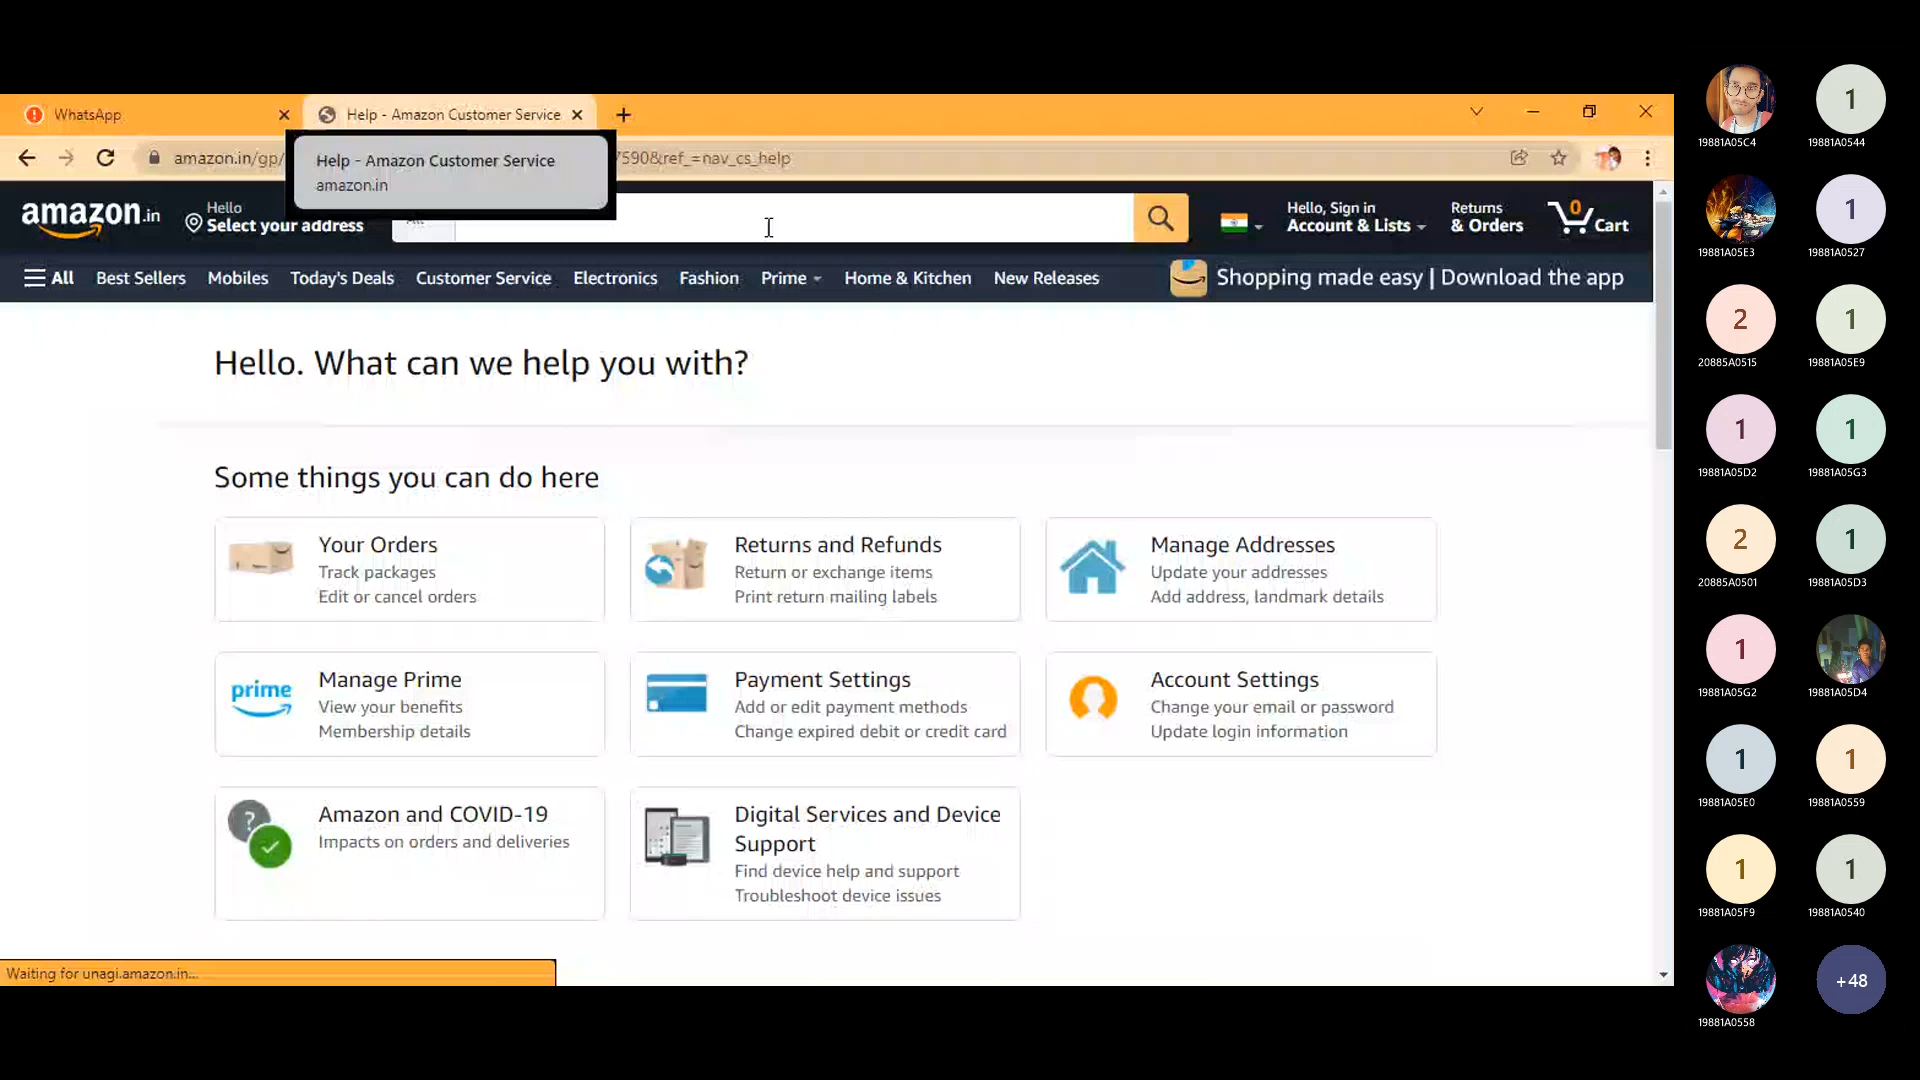 WhatsApp
Help - Amazon Customer Service
amazon.in/gp/
7590&ref_=nav_cs_help
Help - Amazon Customer Service
amazon.in
amazon.in
Hello
Select your address
All
Hello, Sign in
Account & Lists
Returns
& Orders
0
Cart
All
Best Sellers
Mobiles
Today's Deals
Customer Service
Electronics
Fashion
Prime
Home & Kitchen
New Releases
Shopping made easy | Download the app
Hello. What can we help you with?
Some things you can do here
Your Orders
Track packages
Edit or cancel orders
Returns and Refunds
Return or exchange items
Print return mailing labels
Manage Addresses
Update your addresses
Add address, landmark details
prime
Manage Prime
View your benefits
Membership details
Payment Settings
Add or edit payment methods
Change expired debit or credit card
Account Settings
Change your email or password
Update login information
?
Amazon and COVID-19
Impacts on orders and deliveries
Digital Services and Device
Support
Find device help and support
Troubleshoot device issues
Waiting for unagi.amazon.in...
19881A05C4
1
19881A0544
19881A05E3
1
19881A0527
2
20885A0515
1
19881A05E9
1
19881A05D2
1
19881A05G3
2
20885A0501
1
19881A05D3
1
19881A05G2
19881A05D4
1
19881A05E0
1
19881A0559
1
19881A05F9
1
19881A0540
19881A0558
+48